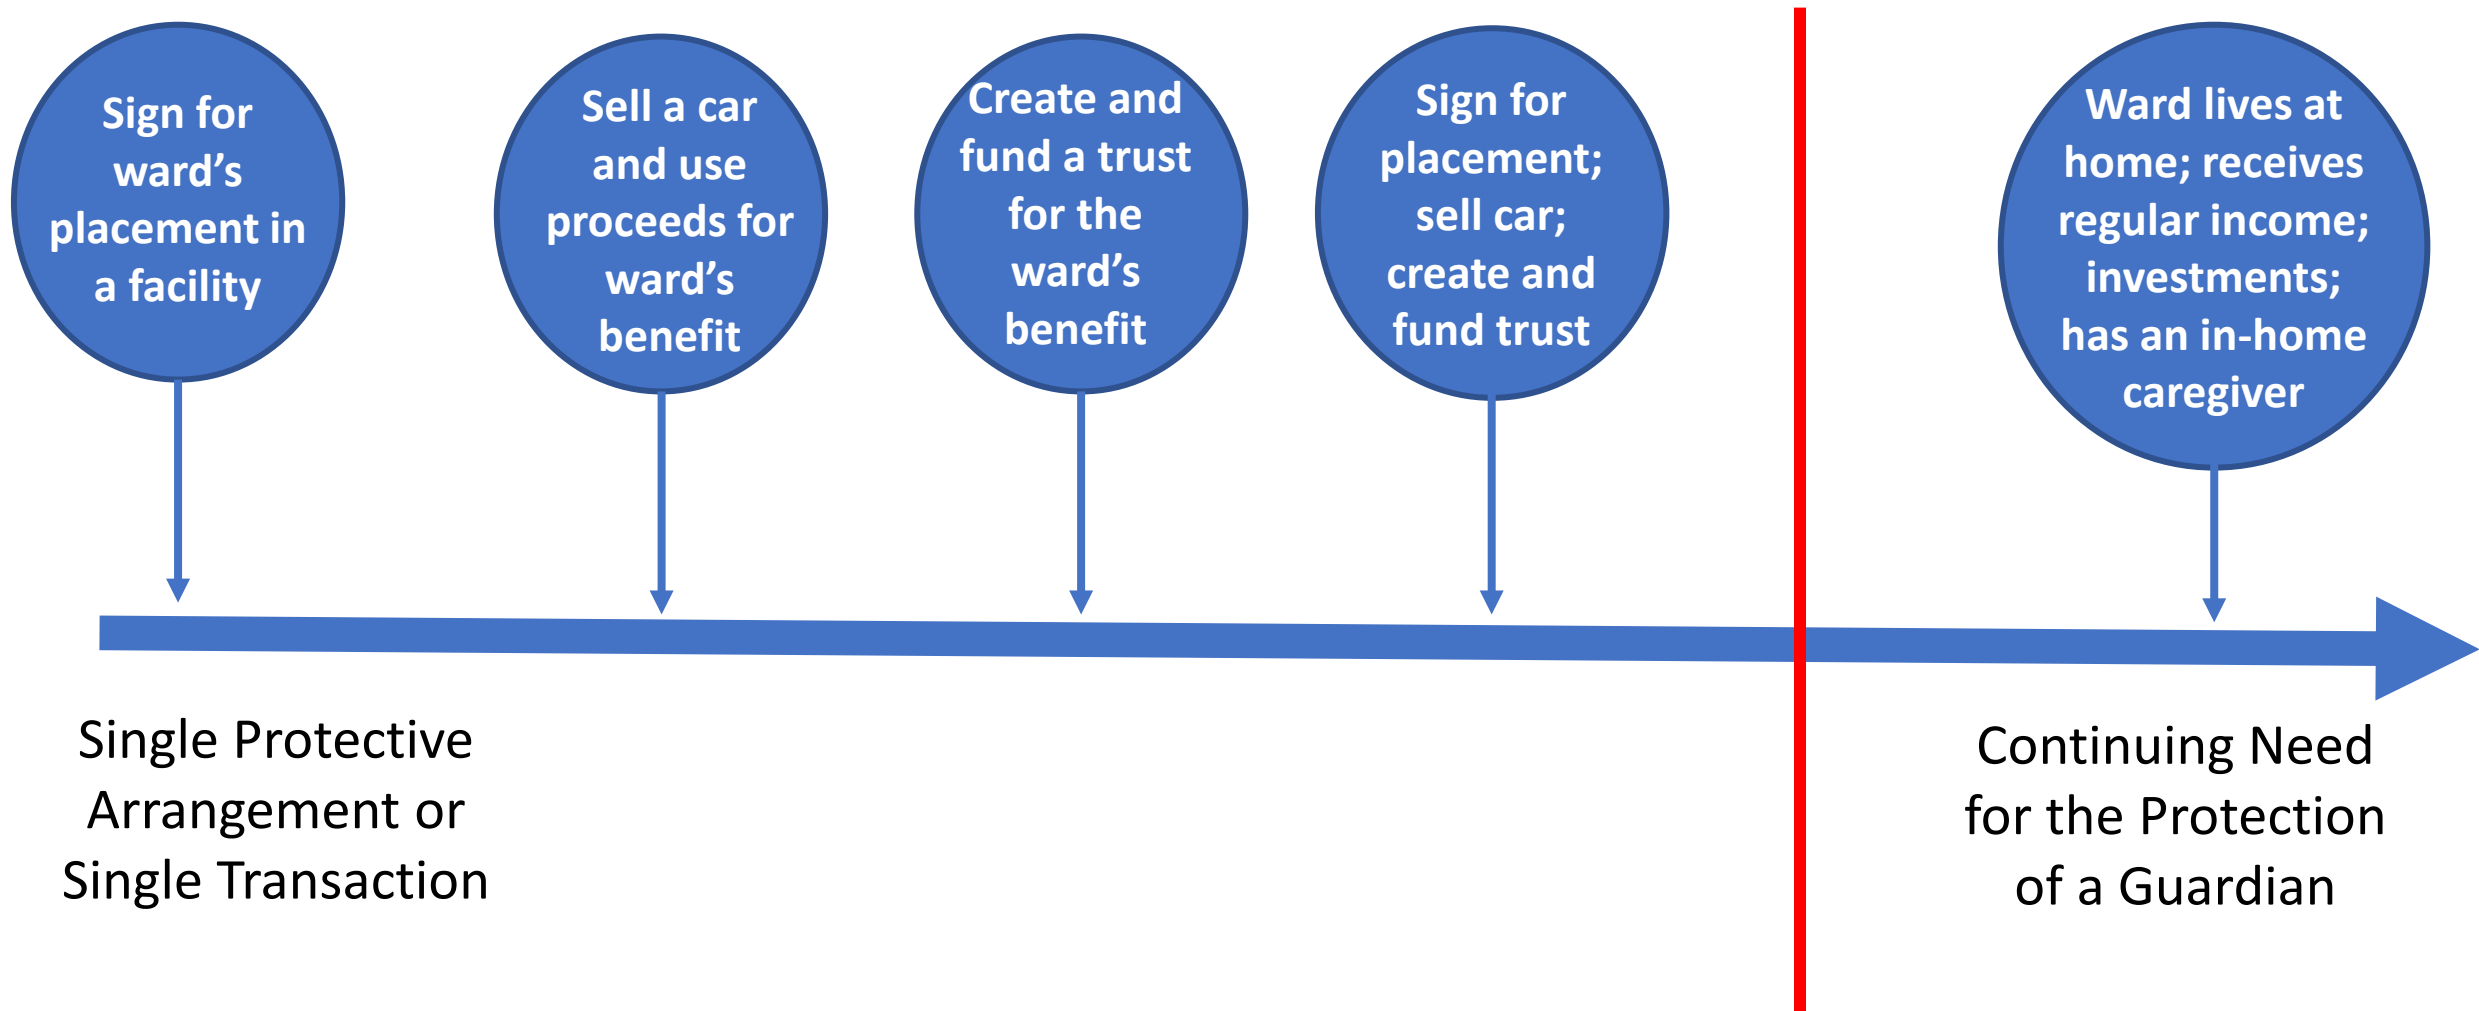 Sign for
ward’s
placement in
a facility
Sell a car
and use
proceeds for
ward’s
benefit
Create and
fund a trust
for the
ward’s
benefit
Sign for
placement;
sell car;
create and
fund trust
Ward lives at
home; receives
regular income;
investments;
has an in-home
caregiver
Single Protective
Arrangement or
Single Transaction
Continuing Need
for the Protection
of a Guardian